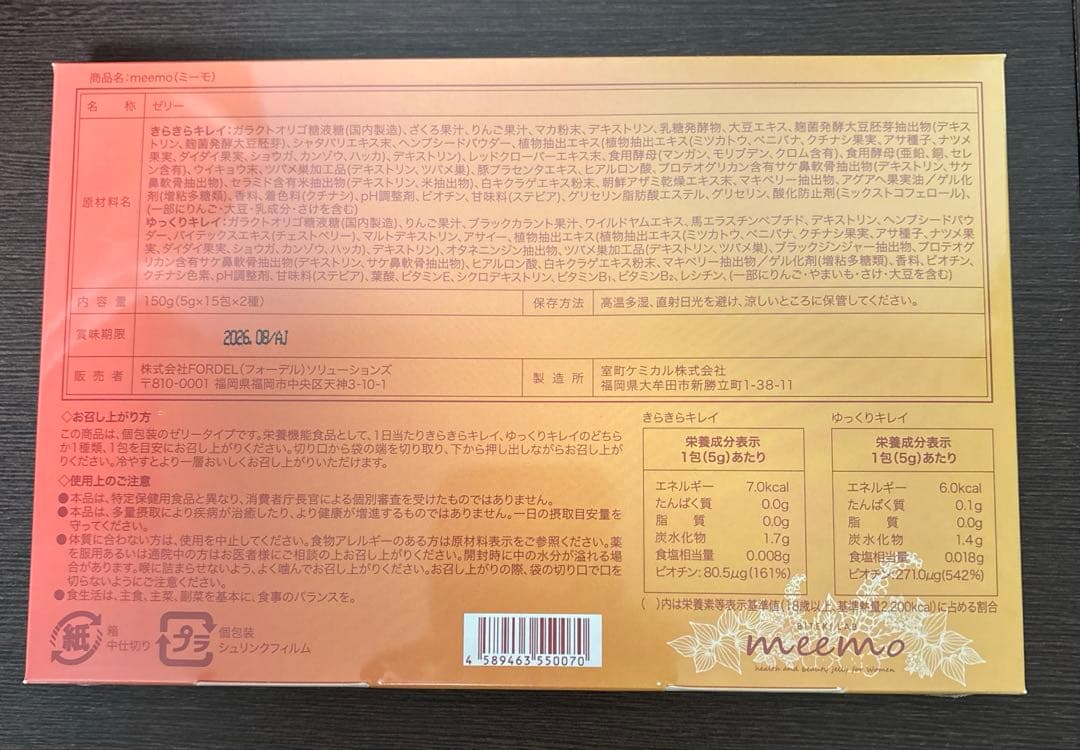 商品名:meemo(ミーモ)
名　称 ゼリー
原材料名
きらきらキレイ:ガラクトオリゴ糖液糖(国内製造)、ざくろ果汁、りんご果汁、マカ粉末、デキストリン、乳糖発酵物、大豆エキス、麹菌発酵大豆胚芽抽出物(デキス
トリン、麹菌発酵大豆胚芽)、シャタバリエキス末、ヘンプシードパウダー、植物抽出エキス(植物抽出エキス(ミツカトウ、ベニバナ、クチナシ果実、アサ種子、ナツメ
果実、ダイダイ果実、ショウガ、カンゾウ、ハッカ)、デキストリン)、レッドクローバーエキス末、食用酵母(マンガン、モリブデン、クロム含有)、食用酵母(亜鉛、銅、セレ
ン含有)、ウイキョウ末、ツバメ巣加工品(デキストリン、ツバメ巣)、豚プラセンタエキス、ヒアルロン酸、プロテオグリカン含有サケ鼻軟骨抽出物(デキストリン、サケ
鼻軟骨抽出物)、セラミド含有米抽出物(デキストリン、米抽出物)、白キクラゲエキス粉末、朝鮮アザミ乾燥エキス末、マキベリー抽出物、アグアヘ果実油／ゲル化
剤(増粘多糖類)、香料、着色料(クチナシ)、pH調整剤、ビオチン、甘味料(ステビア)、グリセリン脂肪酸エステル、グリセリン、酸化防止剤(ミックストコフェロール)、
(一部にりんご・大豆・乳成分・さけを含む)
ゆっくりキレイ:ガラクトオリゴ糖液糖(国内製造)、りんご果汁、ブラックカラント果汁、ワイルドヤムエキス、馬エラスチンペプチド、デキストリン、ヘンプシードパウ
ダー、バイテックスエキス(チェストベリー)、マルトデキストリン、アサイー、植物抽出エキス(植物抽出エキス(ミツカトウ、ベニバナ、クチナシ果実、アサ種子、ナツメ果
実、ダイダイ果実、ショウガ、カンゾウ、ハッカ)、デキストリン)、オタネニンジン抽出物、ツバメ巣加工品(デキストリン、ツバメ巣)、ブラックジンジャー抽出物、プロテオグ
リカン含有サケ鼻軟骨抽出物(デキストリン、サケ鼻軟骨抽出物)、ヒアルロン酸、白キクラゲエキス粉末、マキベリー抽出物／ゲル化剤(増粘多糖類)、香料、ビオチン、
クチナシ色素、pH調整剤、甘味料(ステビア)、葉酸、ビタミンE、シクロデキストリン、ビタミンB₁、ビタミンB₂、レシチン、(一部にりんご・やまいも・さけ・大豆を含む)
内容量 150g(5g×15包×2種) 保存方法 高温多湿、直射日光を避け、涼しいところに保管してください。
賞味期限 2026.08/AJ
販売者 株式会社FORDEL(フォーデル)ソリューションズ
〒810-0001 福岡県福岡市中央区天神3-10-1
製造所 室町ケミカル株式会社
福岡県大牟田市新勝立町1-38-11
◇お召し上がり方
この商品は、個包装のゼリータイプです。栄養機能食品として、1日当たりきらきらキレイ、ゆっくりキレイのどちら
か1種類、1包を目安にお召し上がりください。切り口から袋の端を切り取り、下から押し出しながらお召し上が
りください。冷やすとより一層おいしくお召し上がりいただけます。
◇使用上のご注意
●本品は、特定保健用食品と異なり、消費者庁長官による個別審査を受けたものではありません。
●本品は、多量摂取により疾病が治癒したり、より健康が増進するものではありません。一日の摂取目安量を
守ってください。
●体質に合わない方は、使用を中止してください。食物アレルギーのある方は原材料表示をご参照ください。薬
を服用あるいは通院中の方はお医者様にご相談の上お召し上がりください。開封時に中の水分が溢れる場
合があります。喉に詰まらせないよう、よく噛んでお召し上がりください。お召し上がりの際、袋の切り口で口を
切らないようにご注意ください。
●食生活は、主食、主菜、副菜を基本に、食事のバランスを。
きらきらキレイ
栄養成分表示
1包(5g)あたり
エネルギー 7.0kcal
たんぱく質 0.0g
脂　質 0.0g
炭水化物 1.7g
食塩相当量 0.008g
ビオチン:80.5μg(161%)
ゆっくりキレイ
栄養成分表示
1包(5g)あたり
エネルギー 6.0kcal
たんぱく質 0.1g
脂　質 0.0g
炭水化物 1.4g
食塩相当量 0.018g
ビオチン:271.0μg(542%)
( )内は栄養素等表示基準値(18歳以上、基準熱量2,200kcal)に占める割合
紙 箱
中仕切り
プラ 個包装
シュリンクフィルム
4 589463 550070
BITEKI LAB
meemo
health and beauty jelly for Women